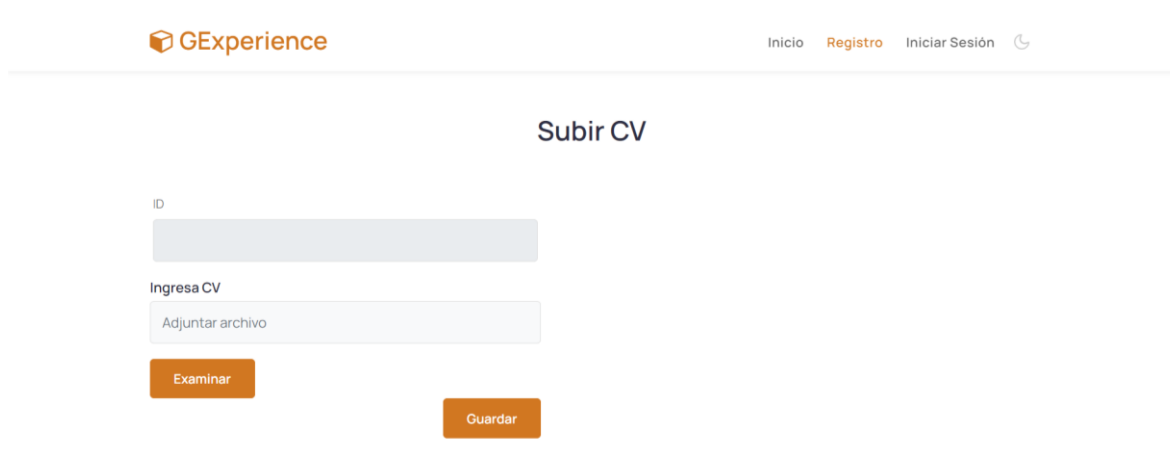 GExperience
Inicio Registro Iniciar Sesión
Subir CV
ID
Ingresa CV
Adjuntar archivo
Examinar
Guardar